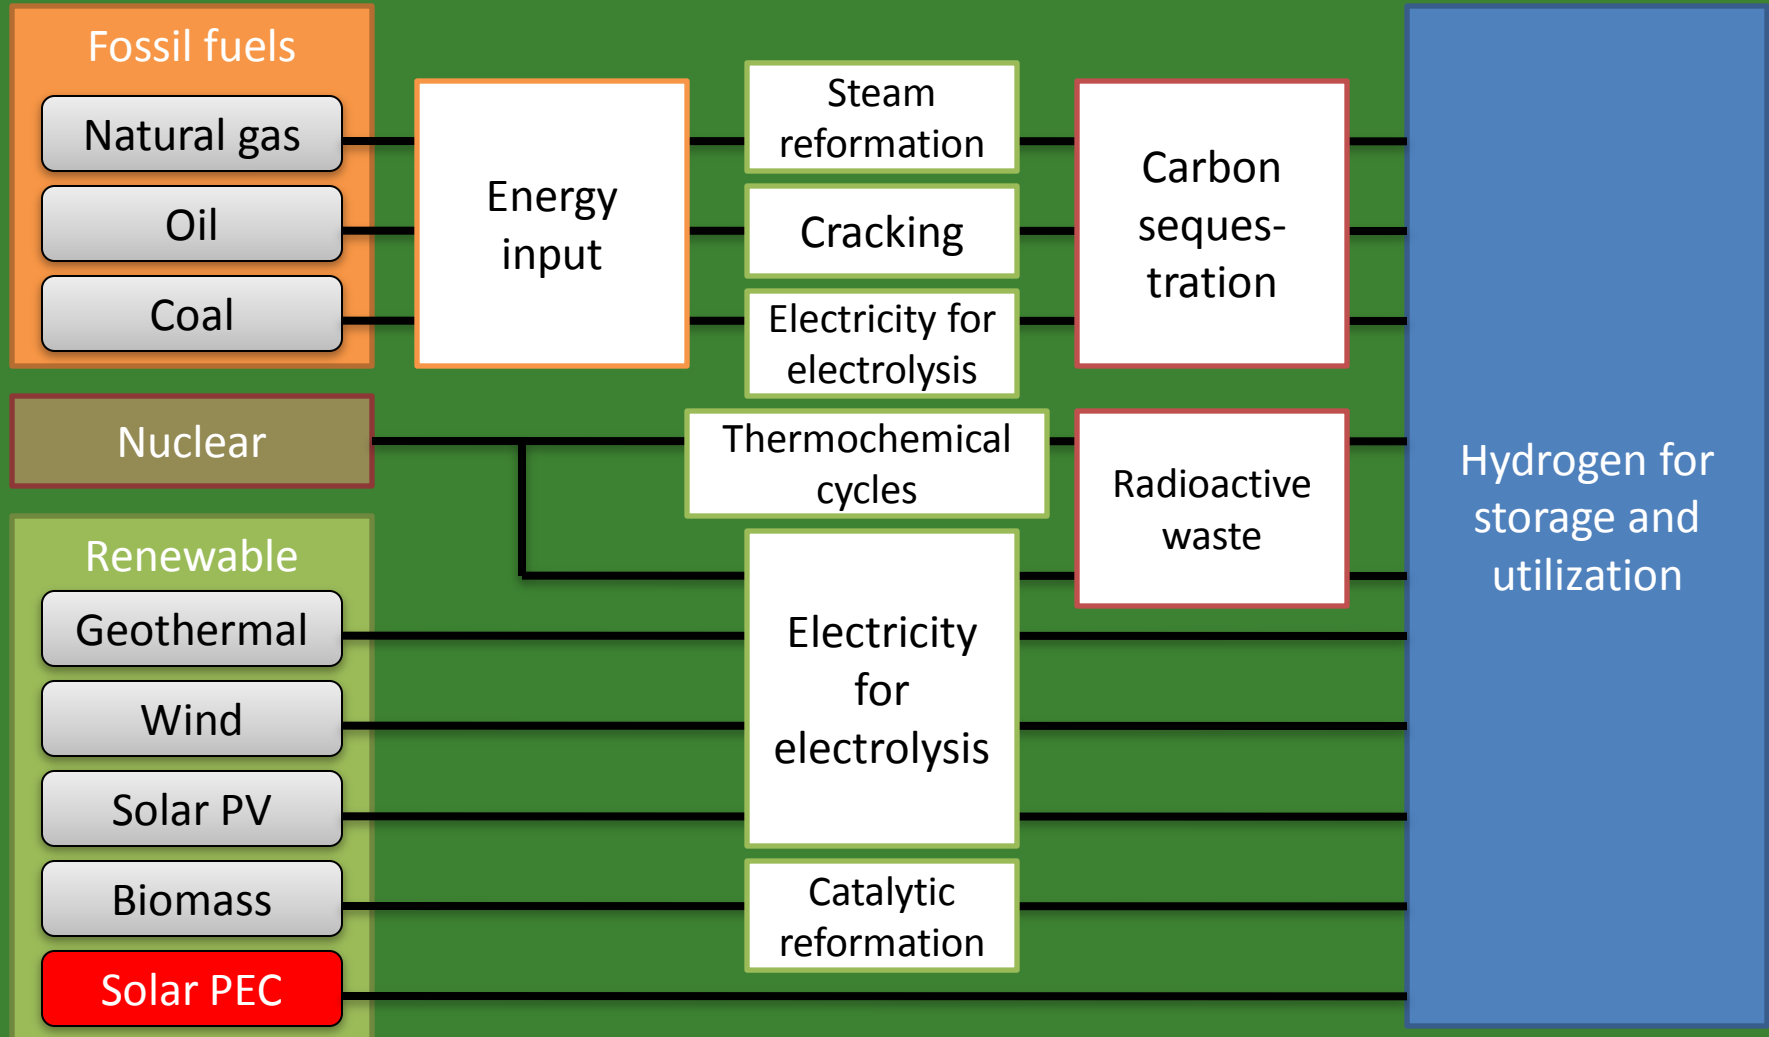 Fossil fuels
Natural gas
Oil
Coal
Energy
input
Steam
reformation
Cracking
Electricity for
electrolysis
Carbon
seques-
tration
Nuclear
Thermochemical
cycles
Radioactive
waste
Renewable
Geothermal
Wind
Solar PV
Biomass
Solar PEC
Electricity
for
electrolysis
Catalytic
reformation
Hydrogen for
storage and
utilization